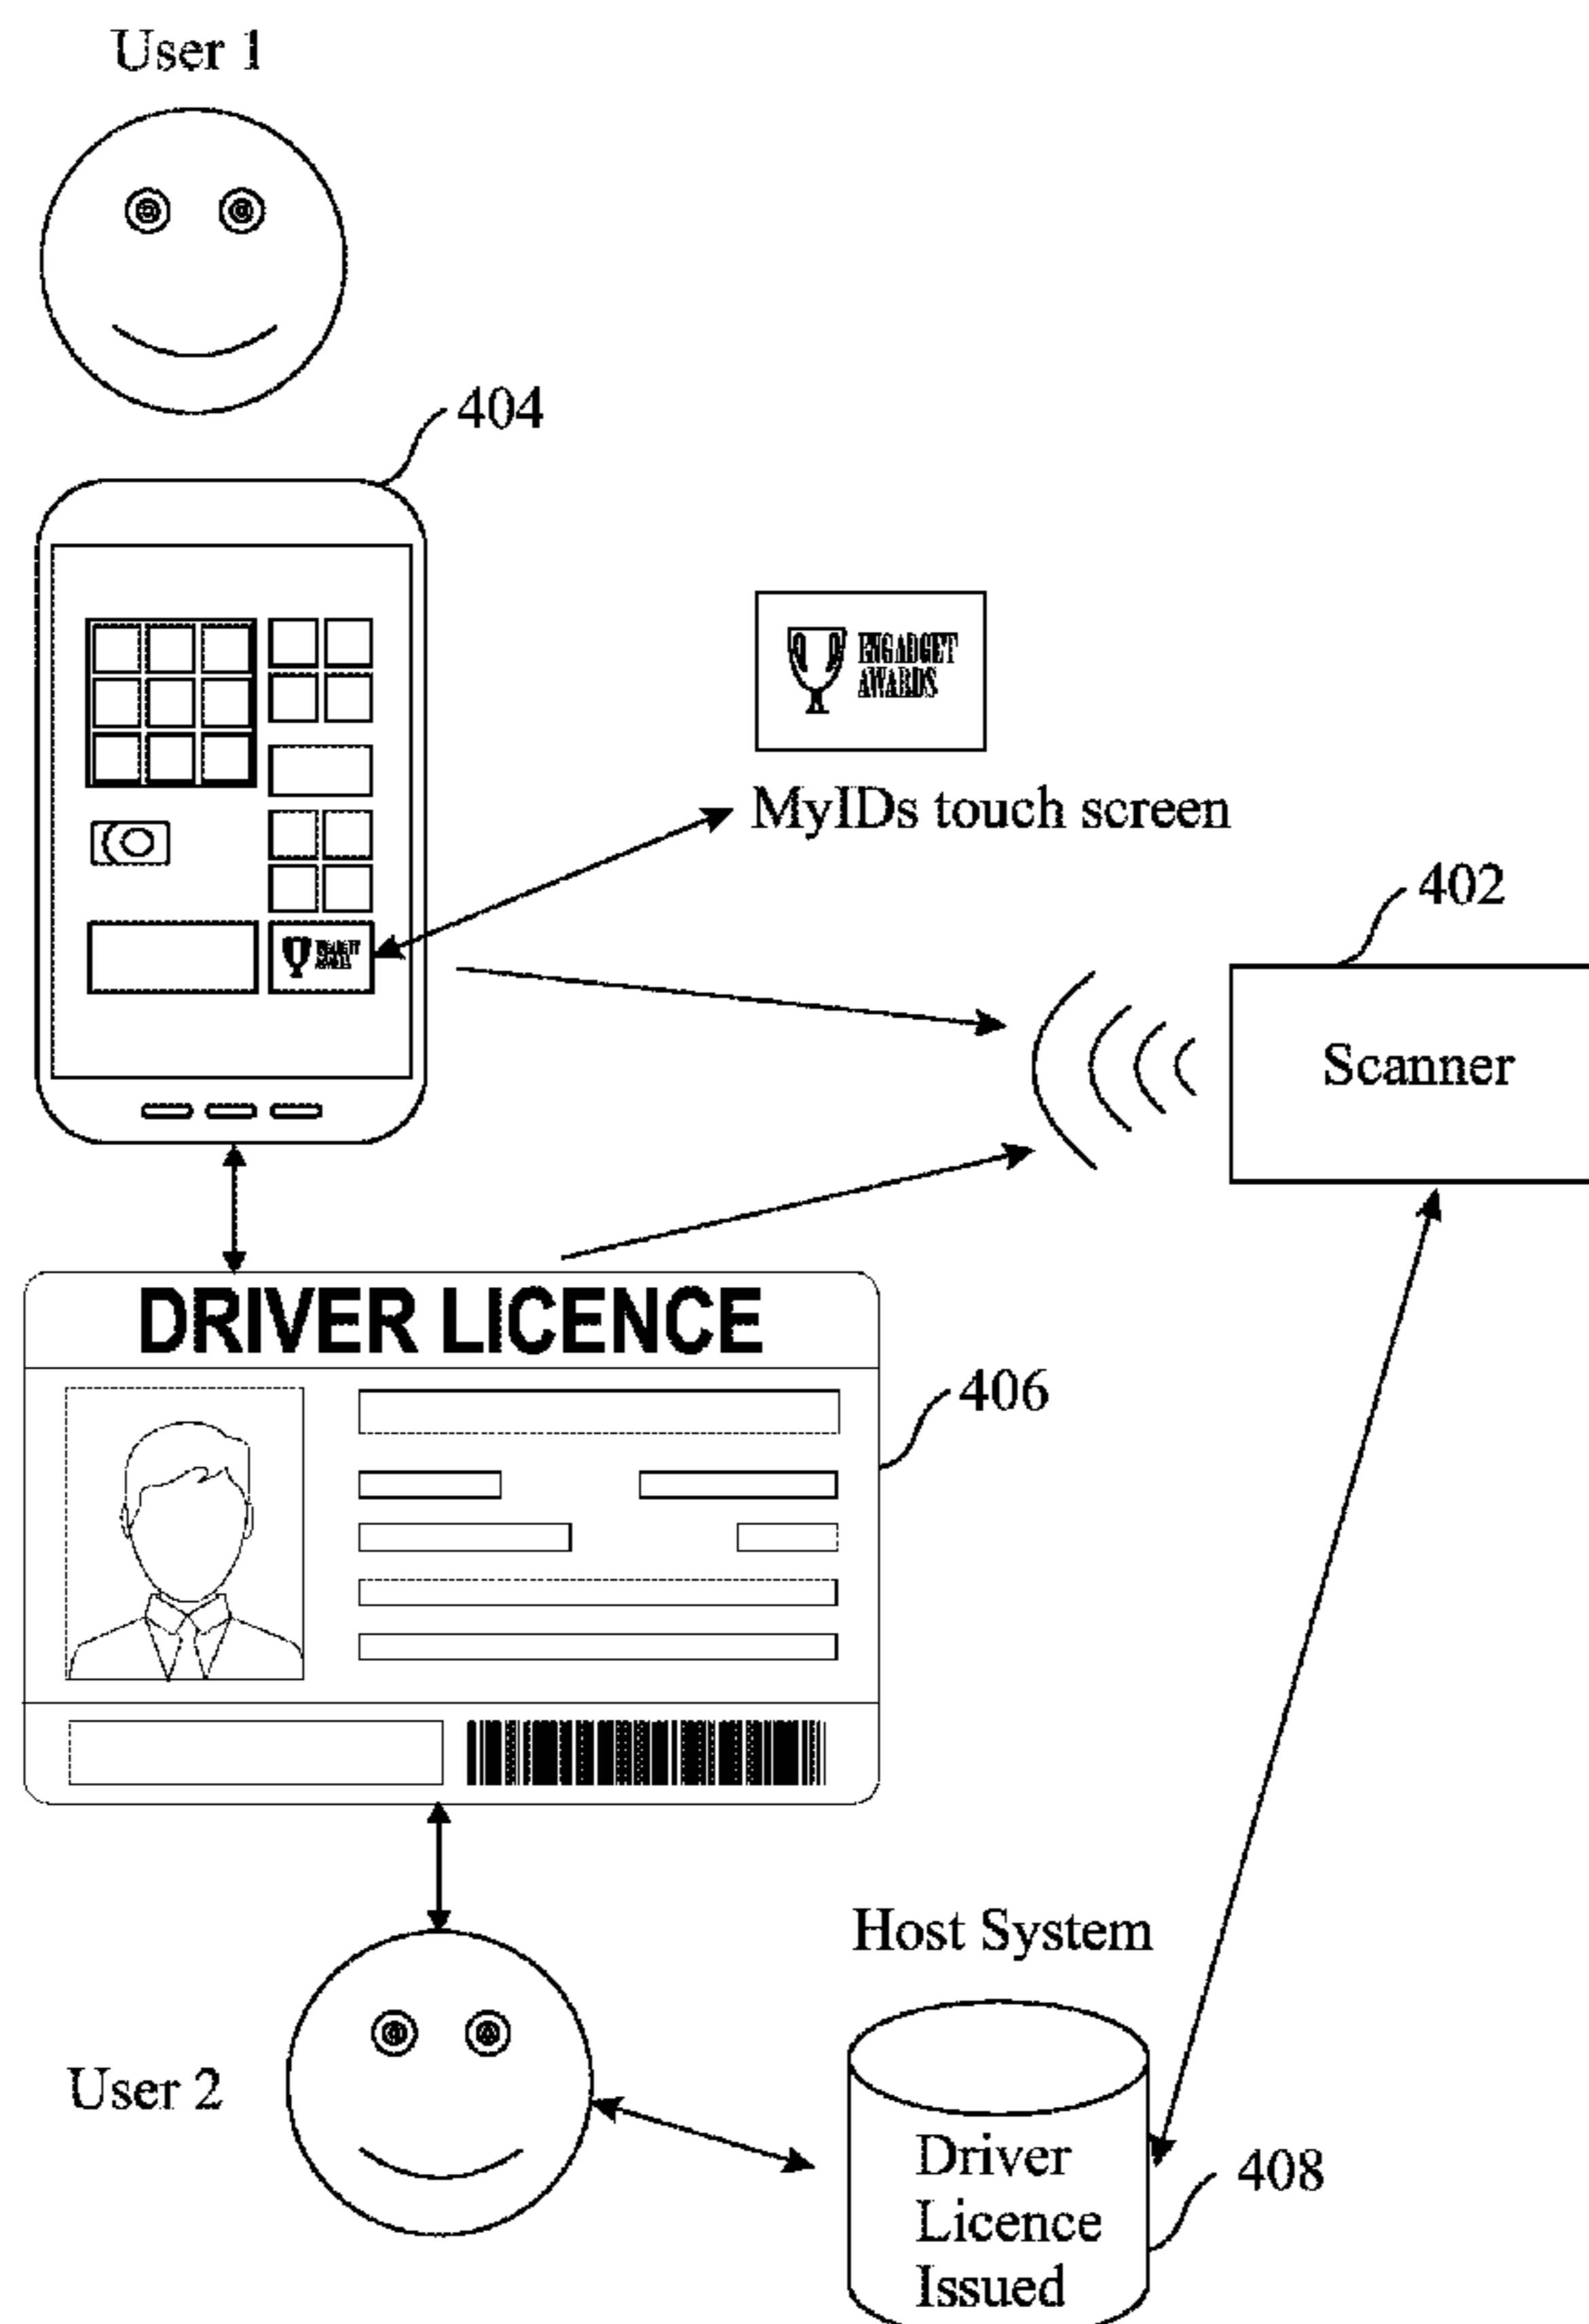 User 1
404
ENGADGET
AWARDS
MyIDs touch screen
402
Scanner
DRIVER LICENCE
406
Host System
User 2
Driver
Licence
Issued
408